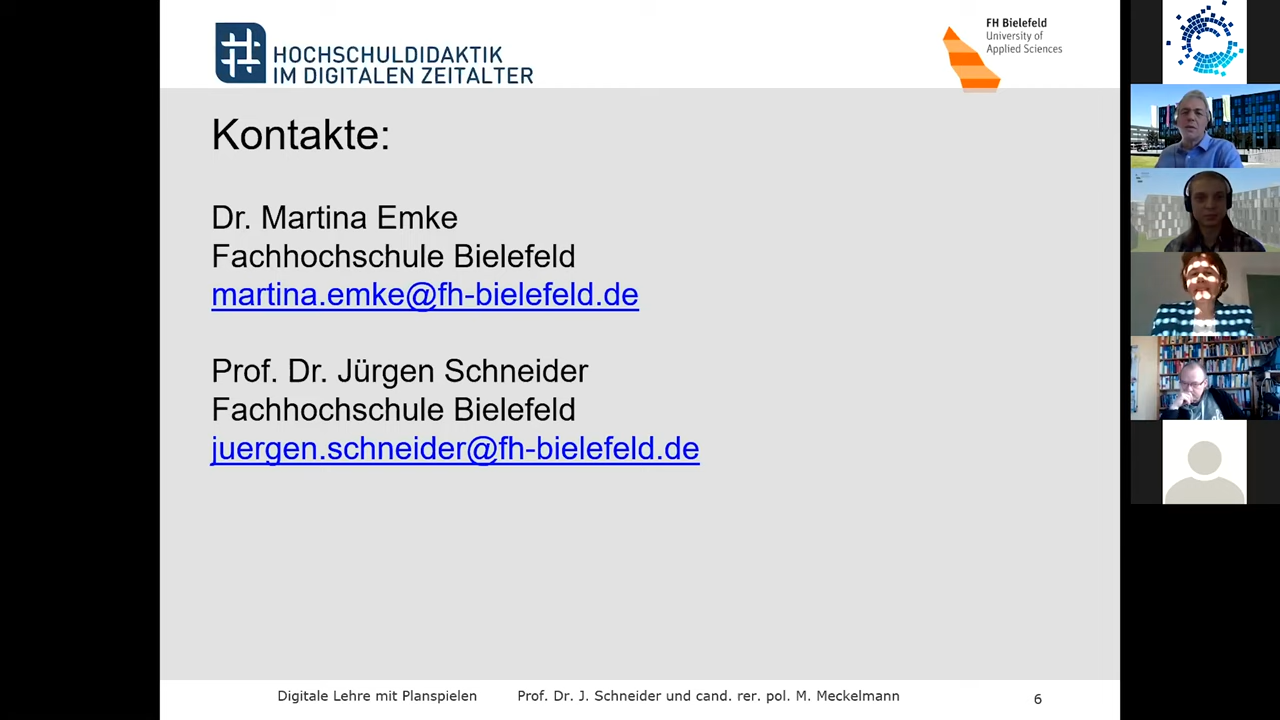 HOCHSCHULDIDAKTIK
IM DIGITALEN ZEITALTER
FH Bielefeld
University of
Applied Sciences
Kontakte:
Dr. Martina Emke
Fachhochschule Bielefeld
martina.emke@fh-bielefeld.de
Prof. Dr. Jürgen Schneider
Fachhochschule Bielefeld
juergen.schneider@fh-bielefeld.de
Digitale Lehre mit Planspielen
Prof. Dr. J. Schneider und cand. rer. pol. M. Meckelmann
6